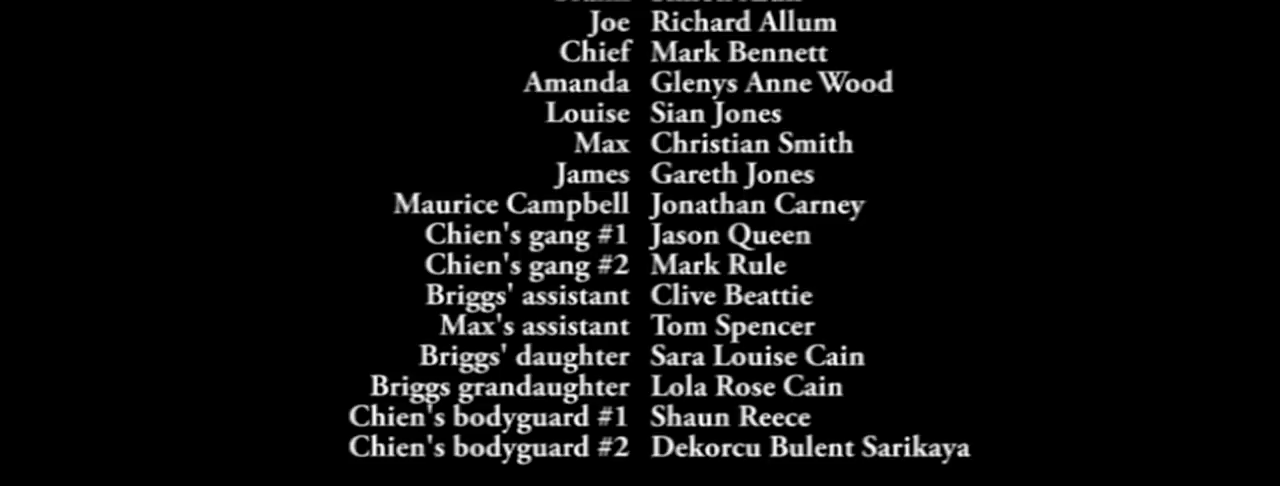 Joe Richard Allum
Chief Mark Bennett
Amanda Glenys Anne Wood
Louise Sian Jones
Max Christian Smith
James Gareth Jones
Maurice Campbell Jonathan Carney
Chien's gang #1 Jason Queen
Chien's gang #2 Mark Rule
Briggs' assistant Clive Beattie
Max's assistant Tom Spencer
Briggs' daughter Sara Louise Cain
Briggs grandaughter Lola Rose Cain
Chien's bodyguard #1 Shaun Reece
Chien's bodyguard #2 Dekorcu Bulent Sarikaya